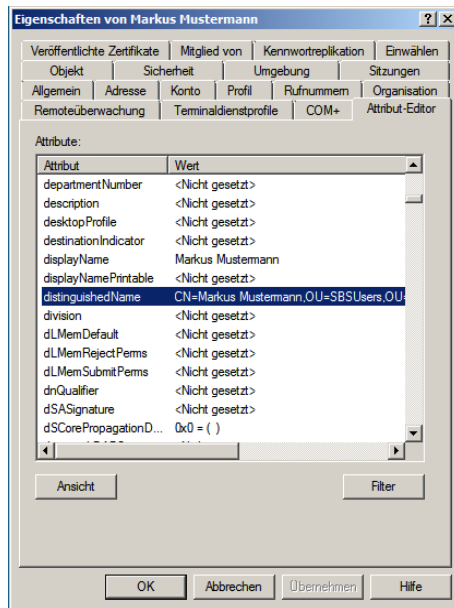 Eigenschaften von Markus Mustermann
Veröffentlichte Zertifikate Mitglied von Kennwortreplikation Einwählen
Objekt Sicherheit Umgebung Sitzungen
Allgemein Adresse Konto Profil Rufnummern Organisation
Remoteüberwachung Terminaldienstprofile COM+ Attribut-Editor
Attribute:
Attribut Wert
departmentNumber <Nicht gesetzt>
description <Nicht gesetzt>
desktopProfile <Nicht gesetzt>
destinationIndicator <Nicht gesetzt>
displayName Markus Mustermann
displayNamePrintable <Nicht gesetzt>
distinguishedName CN=Markus Mustermann,OU=SBSUsers,OU=
division <Nicht gesetzt>
dLMemDefault <Nicht gesetzt>
dLMemRejectPerms <Nicht gesetzt>
dLMemSubmitPerms <Nicht gesetzt>
dnQualifier <Nicht gesetzt>
dSASignature <Nicht gesetzt>
dSCorePropagationD... 0x0 = ( )
Ansicht Filter
OK Abbrechen Übernehmen Hilfe